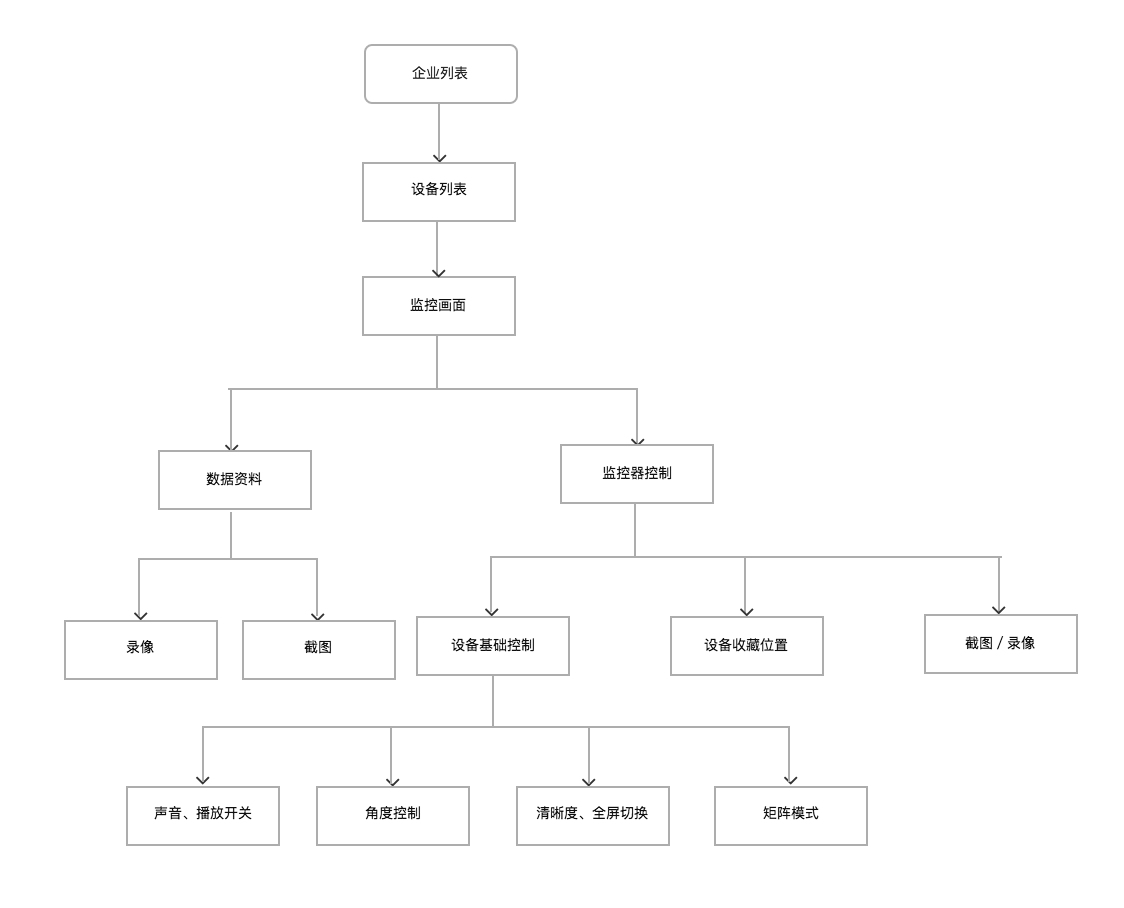 企业列表
设备列表
监控画面
数据资料
监控器控制
录像
截图
设备基础控制
设备收藏位置
截图 / 录像
声音、播放开关
角度控制
清晰度、全屏切换
矩阵模式